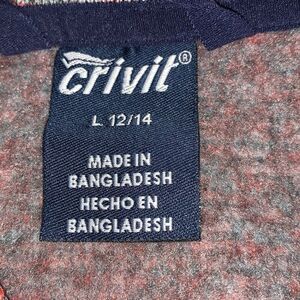 crivit®
L 12/14
MADE IN
BANGLADESH
HECHO EN
BANGLADESH